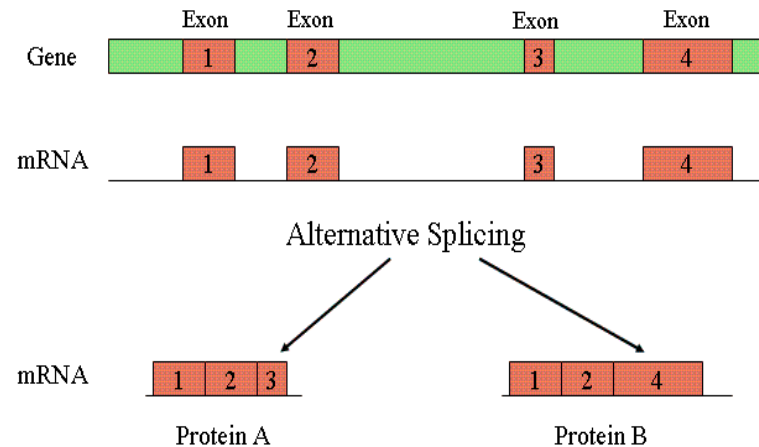 Exon Exon Exon Exon
Gene 1 2 3 4
mRNA 1 2 3 4
Alternative Splicing
mRNA 1 2 3 1 2 4
Protein A Protein B